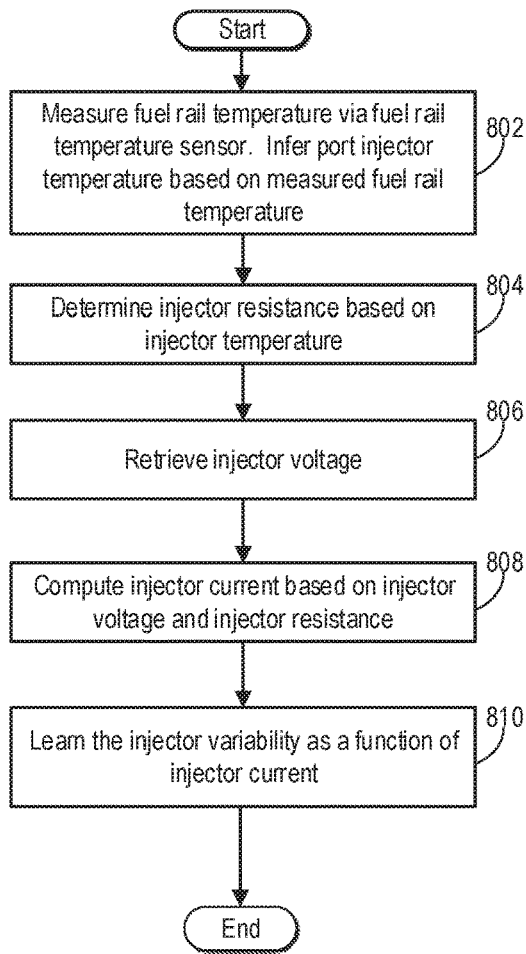 Start
Measure fuel rail temperature via fuel rail
temperature sensor. Infer port injector
temperature based on measured fuel rail
temperature
802
Determine injector resistance based on
injector temperature
804
Retrieve injector voltage
806
Compute injector current based on injector
voltage and injector resistance
808
Learn the injector variability as a function of
injector current
810
End